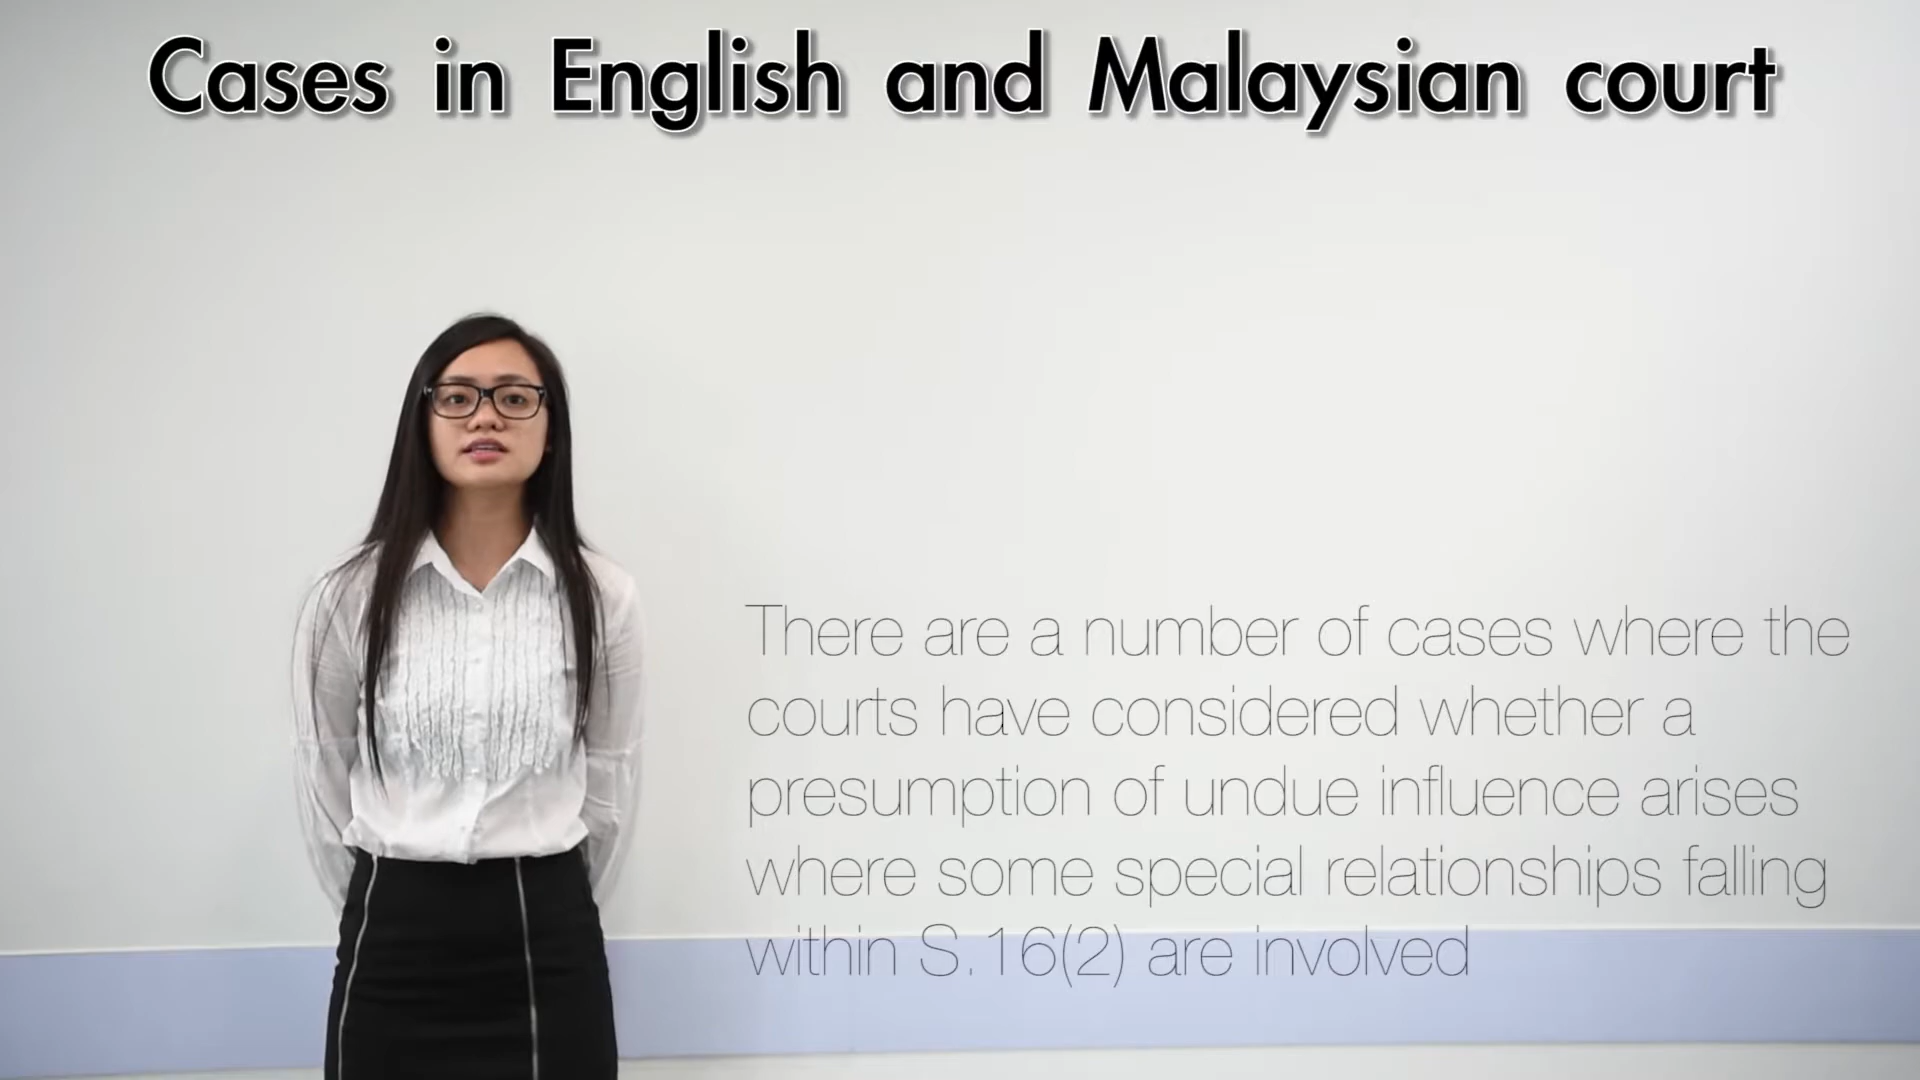 Cases in English and Malaysian court
There are a number of cases where the
courts have considered whether a
presumption of undue influence arises
where some special relationships falling
within S.16(2) are involved